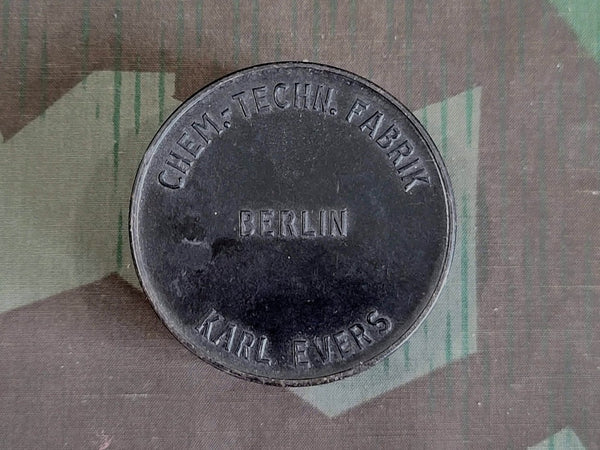 CHEM.-TECHN. FABRIK
BERLIN
KARL EVERS